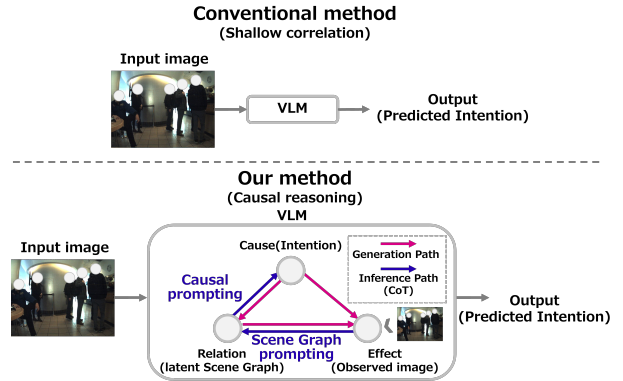 Conventional method
(Shallow correlation)
Input image
VLM
Output
(Predicted Intention)
Our method
(Causal reasoning)
VLM
Input image
Cause(Intention)
Generation Path
Inference Path
(CoT)
Causal
prompting
Scene Graph
prompting
Relation
(latent Scene Graph)
Effect
(Observed image)
Output
(Predicted Intention)